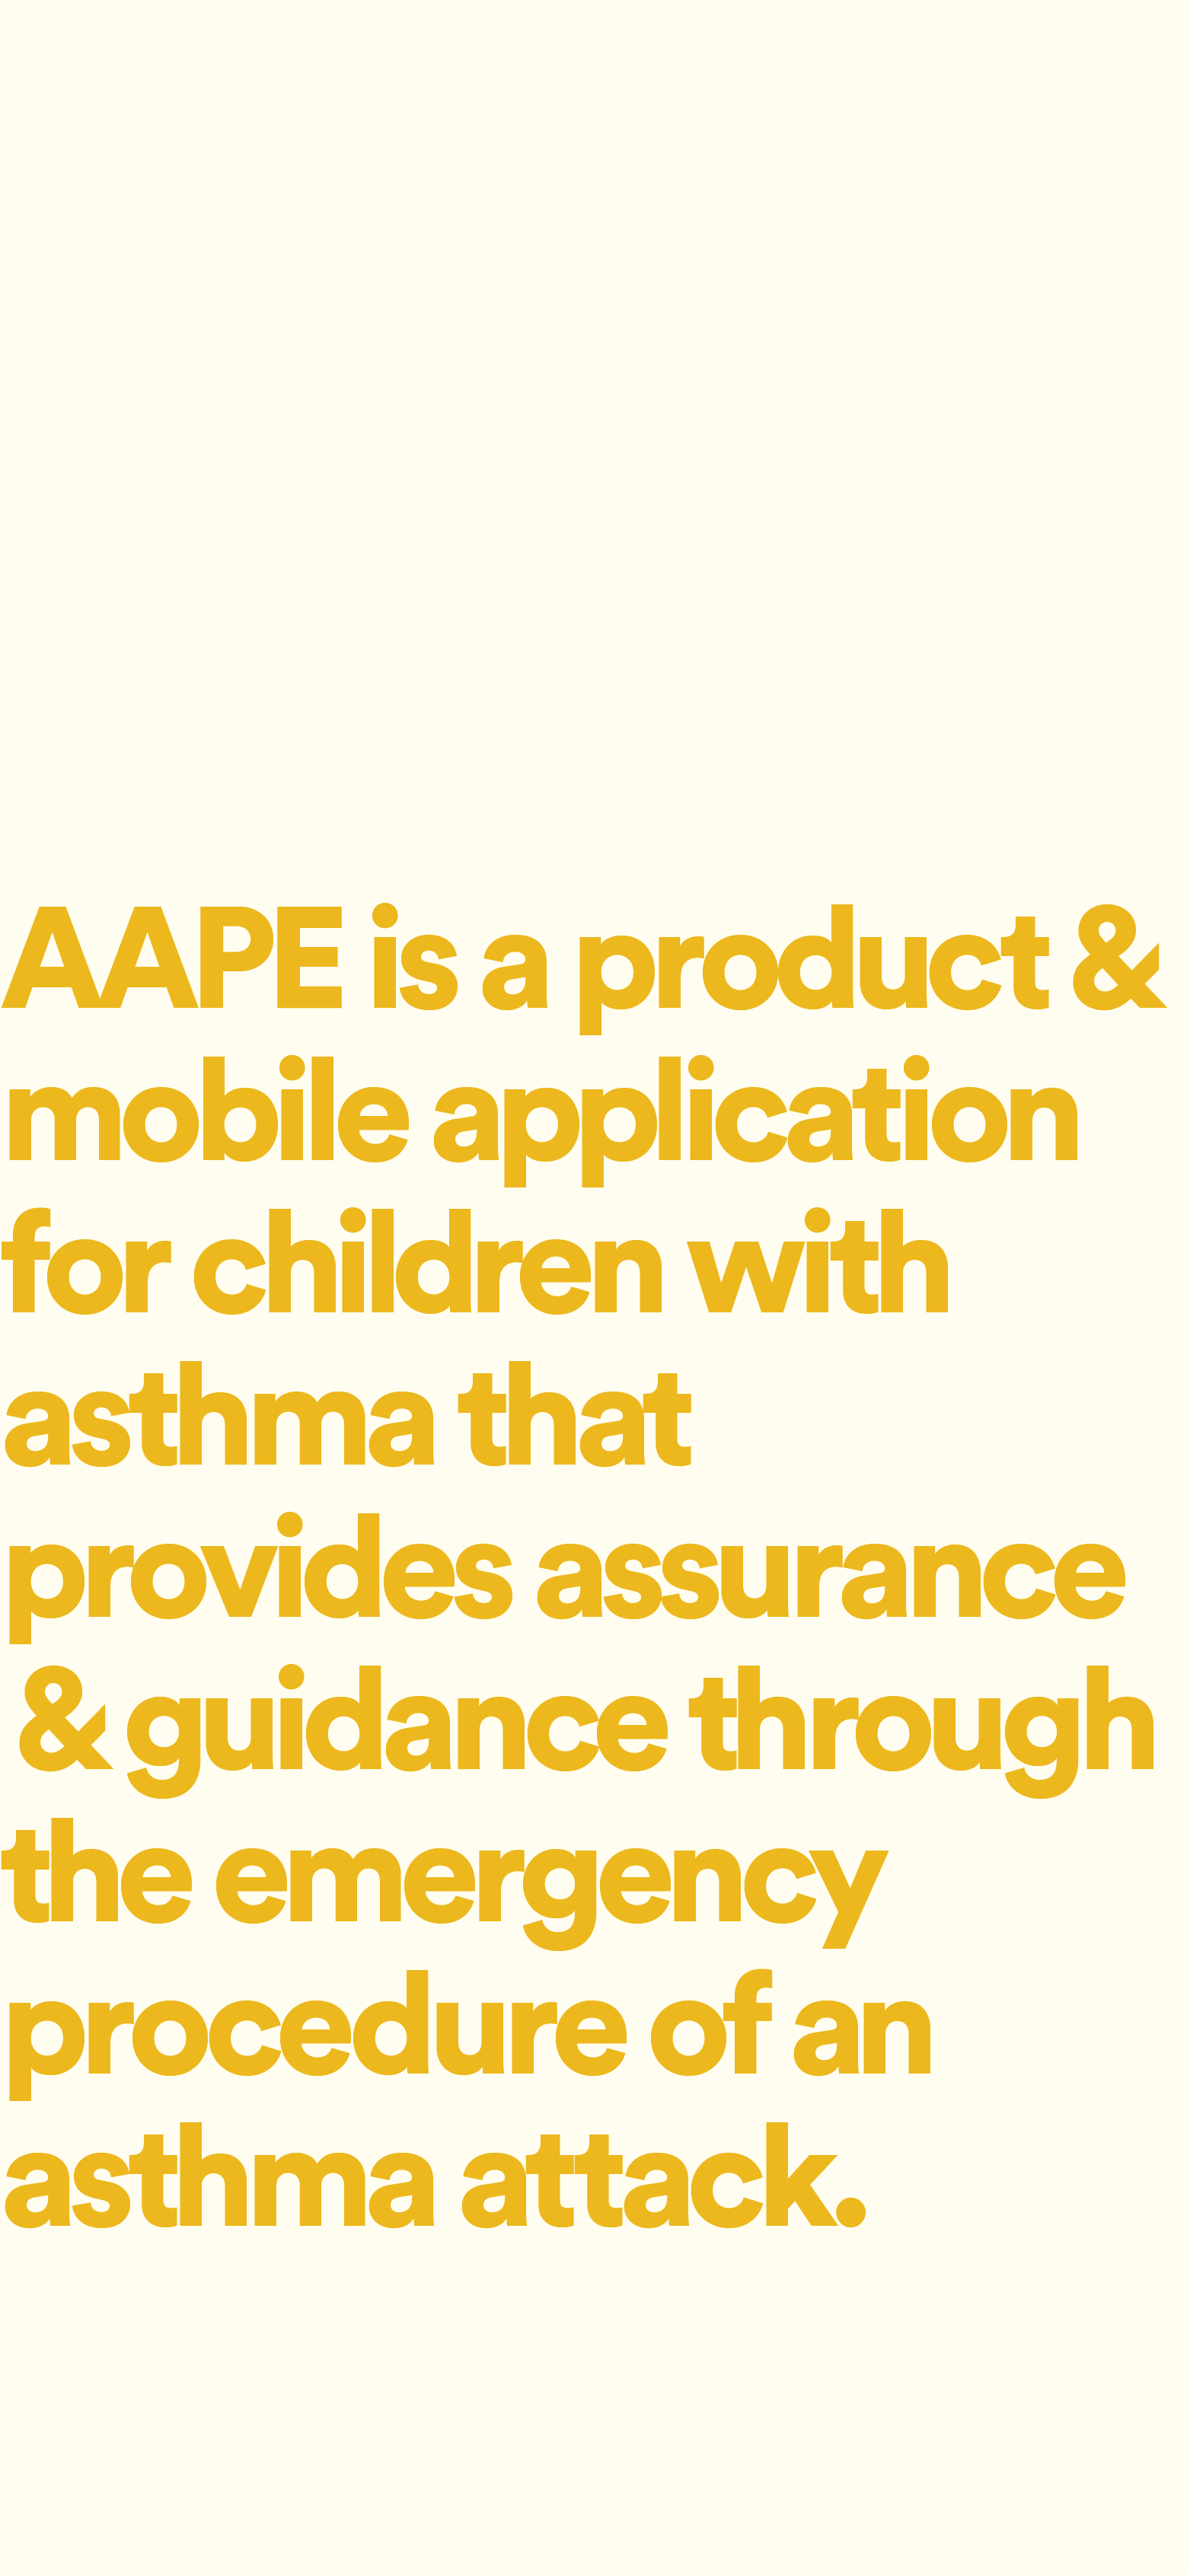 AAPE is a product &
mobile application
for children with
asthma that
provides assurance
& guidance through
the emergency
procedure of an
asthma attack.